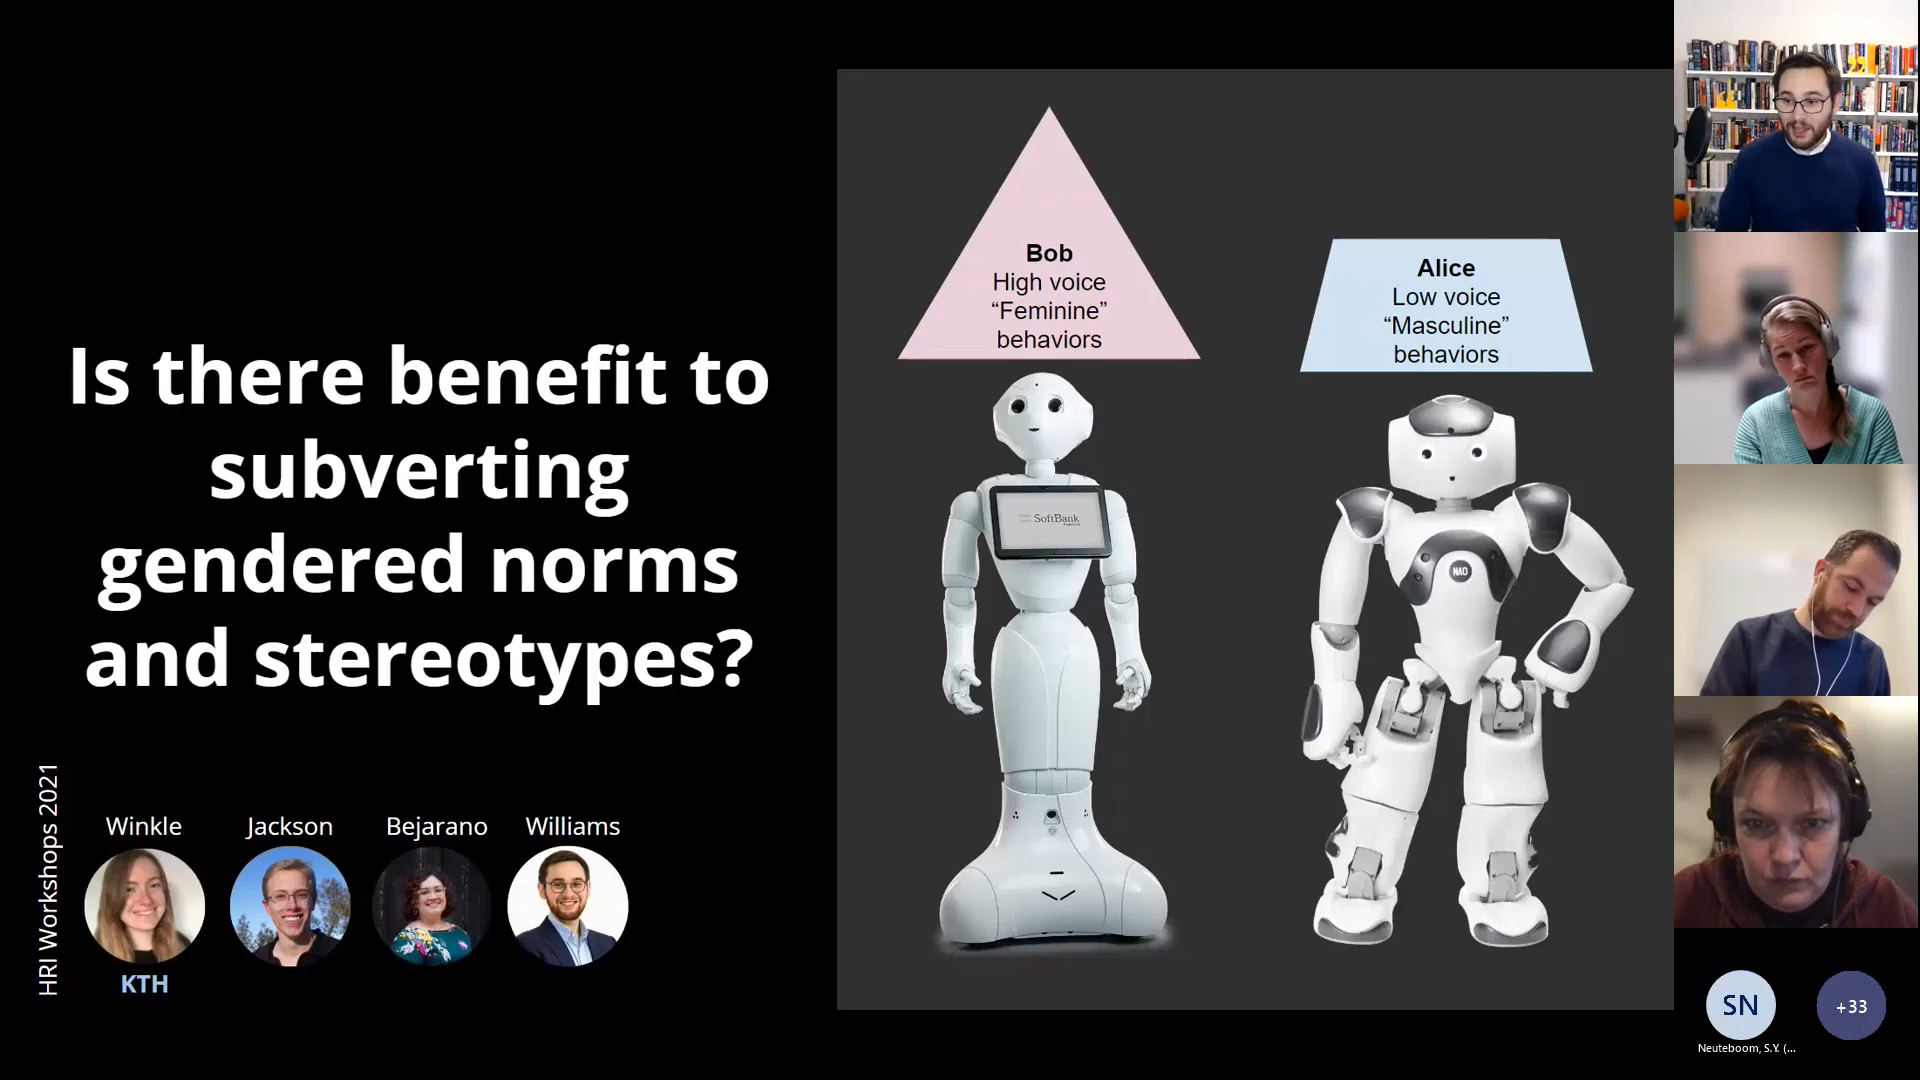 Is there benefit to
subverting
gendered norms
and stereotypes?
HRI Workshops 2021
Winkle
Jackson
Bejarano
Williams
KTH
Bob
High voice
“Feminine”
behaviors
Alice
Low voice
“Masculine”
behaviors
SoftBank
NAO
SN
Neuteboom, S.Y. (...
+33